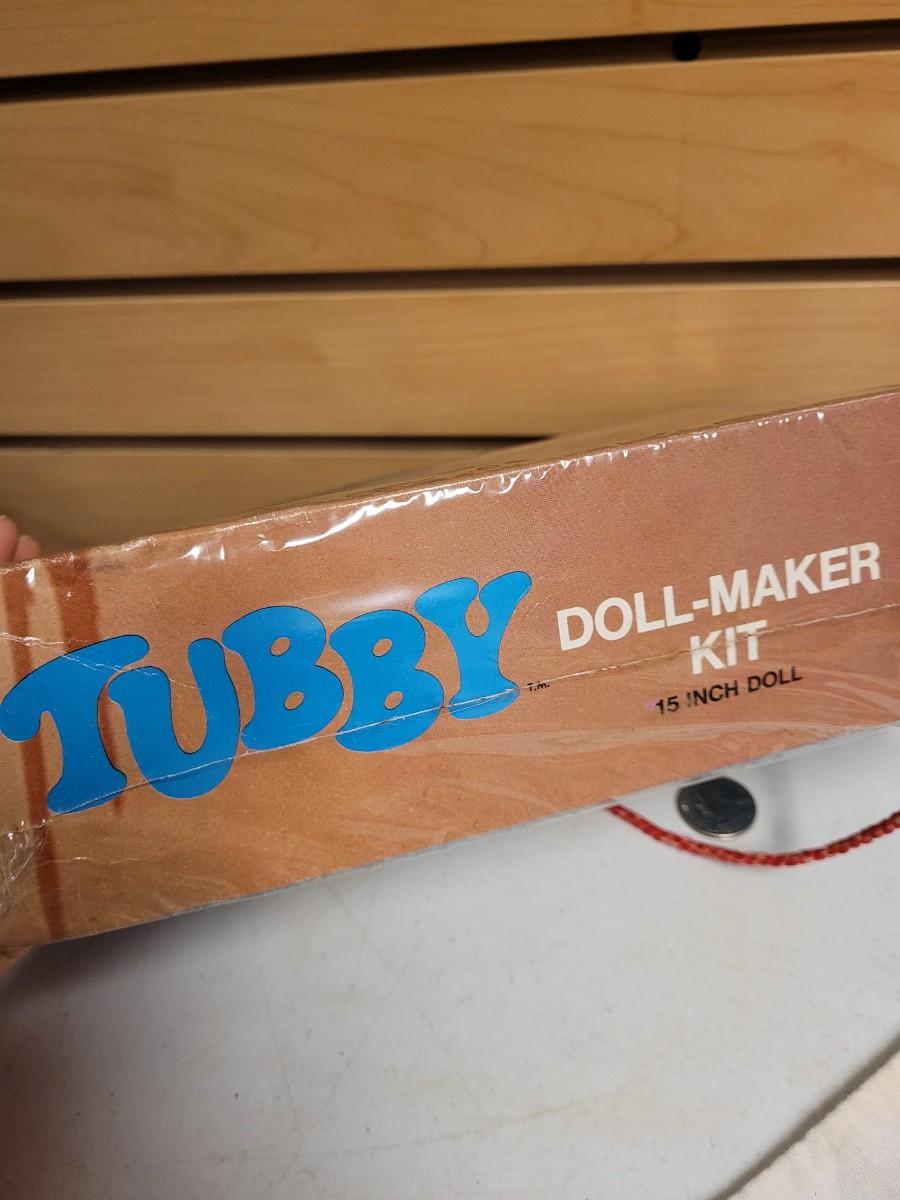 TUBBY T.M.
DOLL-MAKER
KIT
15 INCH DOLL